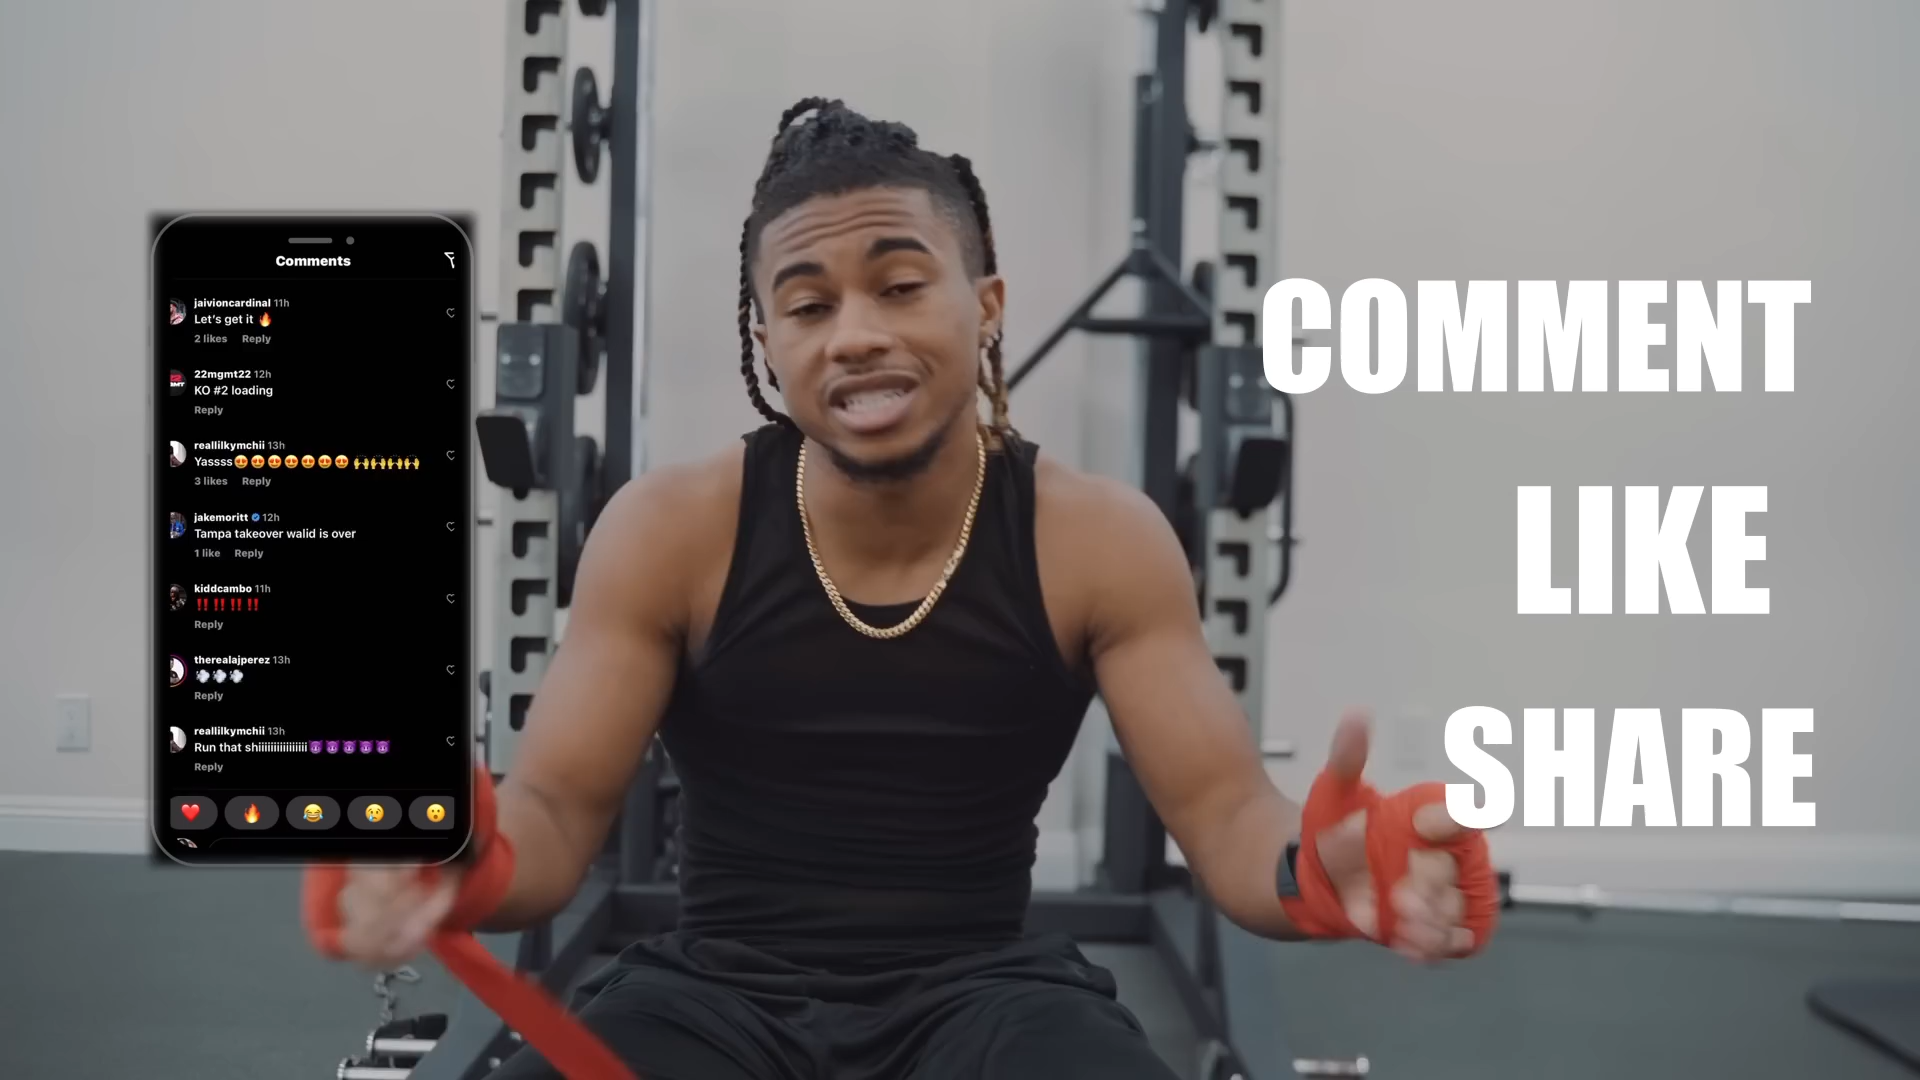 Comments
jaivioncardinal 11h
Let's get it 🔥
2 likes Reply
22mgmt22 12h
KO #2 loading
Reply
reallilkymchii 13h
Yassss😍😍😍😍😍😍😍 🙌🙌🙌🙌
3 likes Reply
jakemoritt 12h
Tampa takeover walid is over
1 like Reply
kiddcambo 11h
‼️‼️‼️‼️
Reply
therealajperez 13h
💨💨💨
Reply
reallilkymchii 13h
Run that shiiiiiiiiiiiiiiii😈😈😈😈😈
Reply
COMMENT
LIKE
SHARE